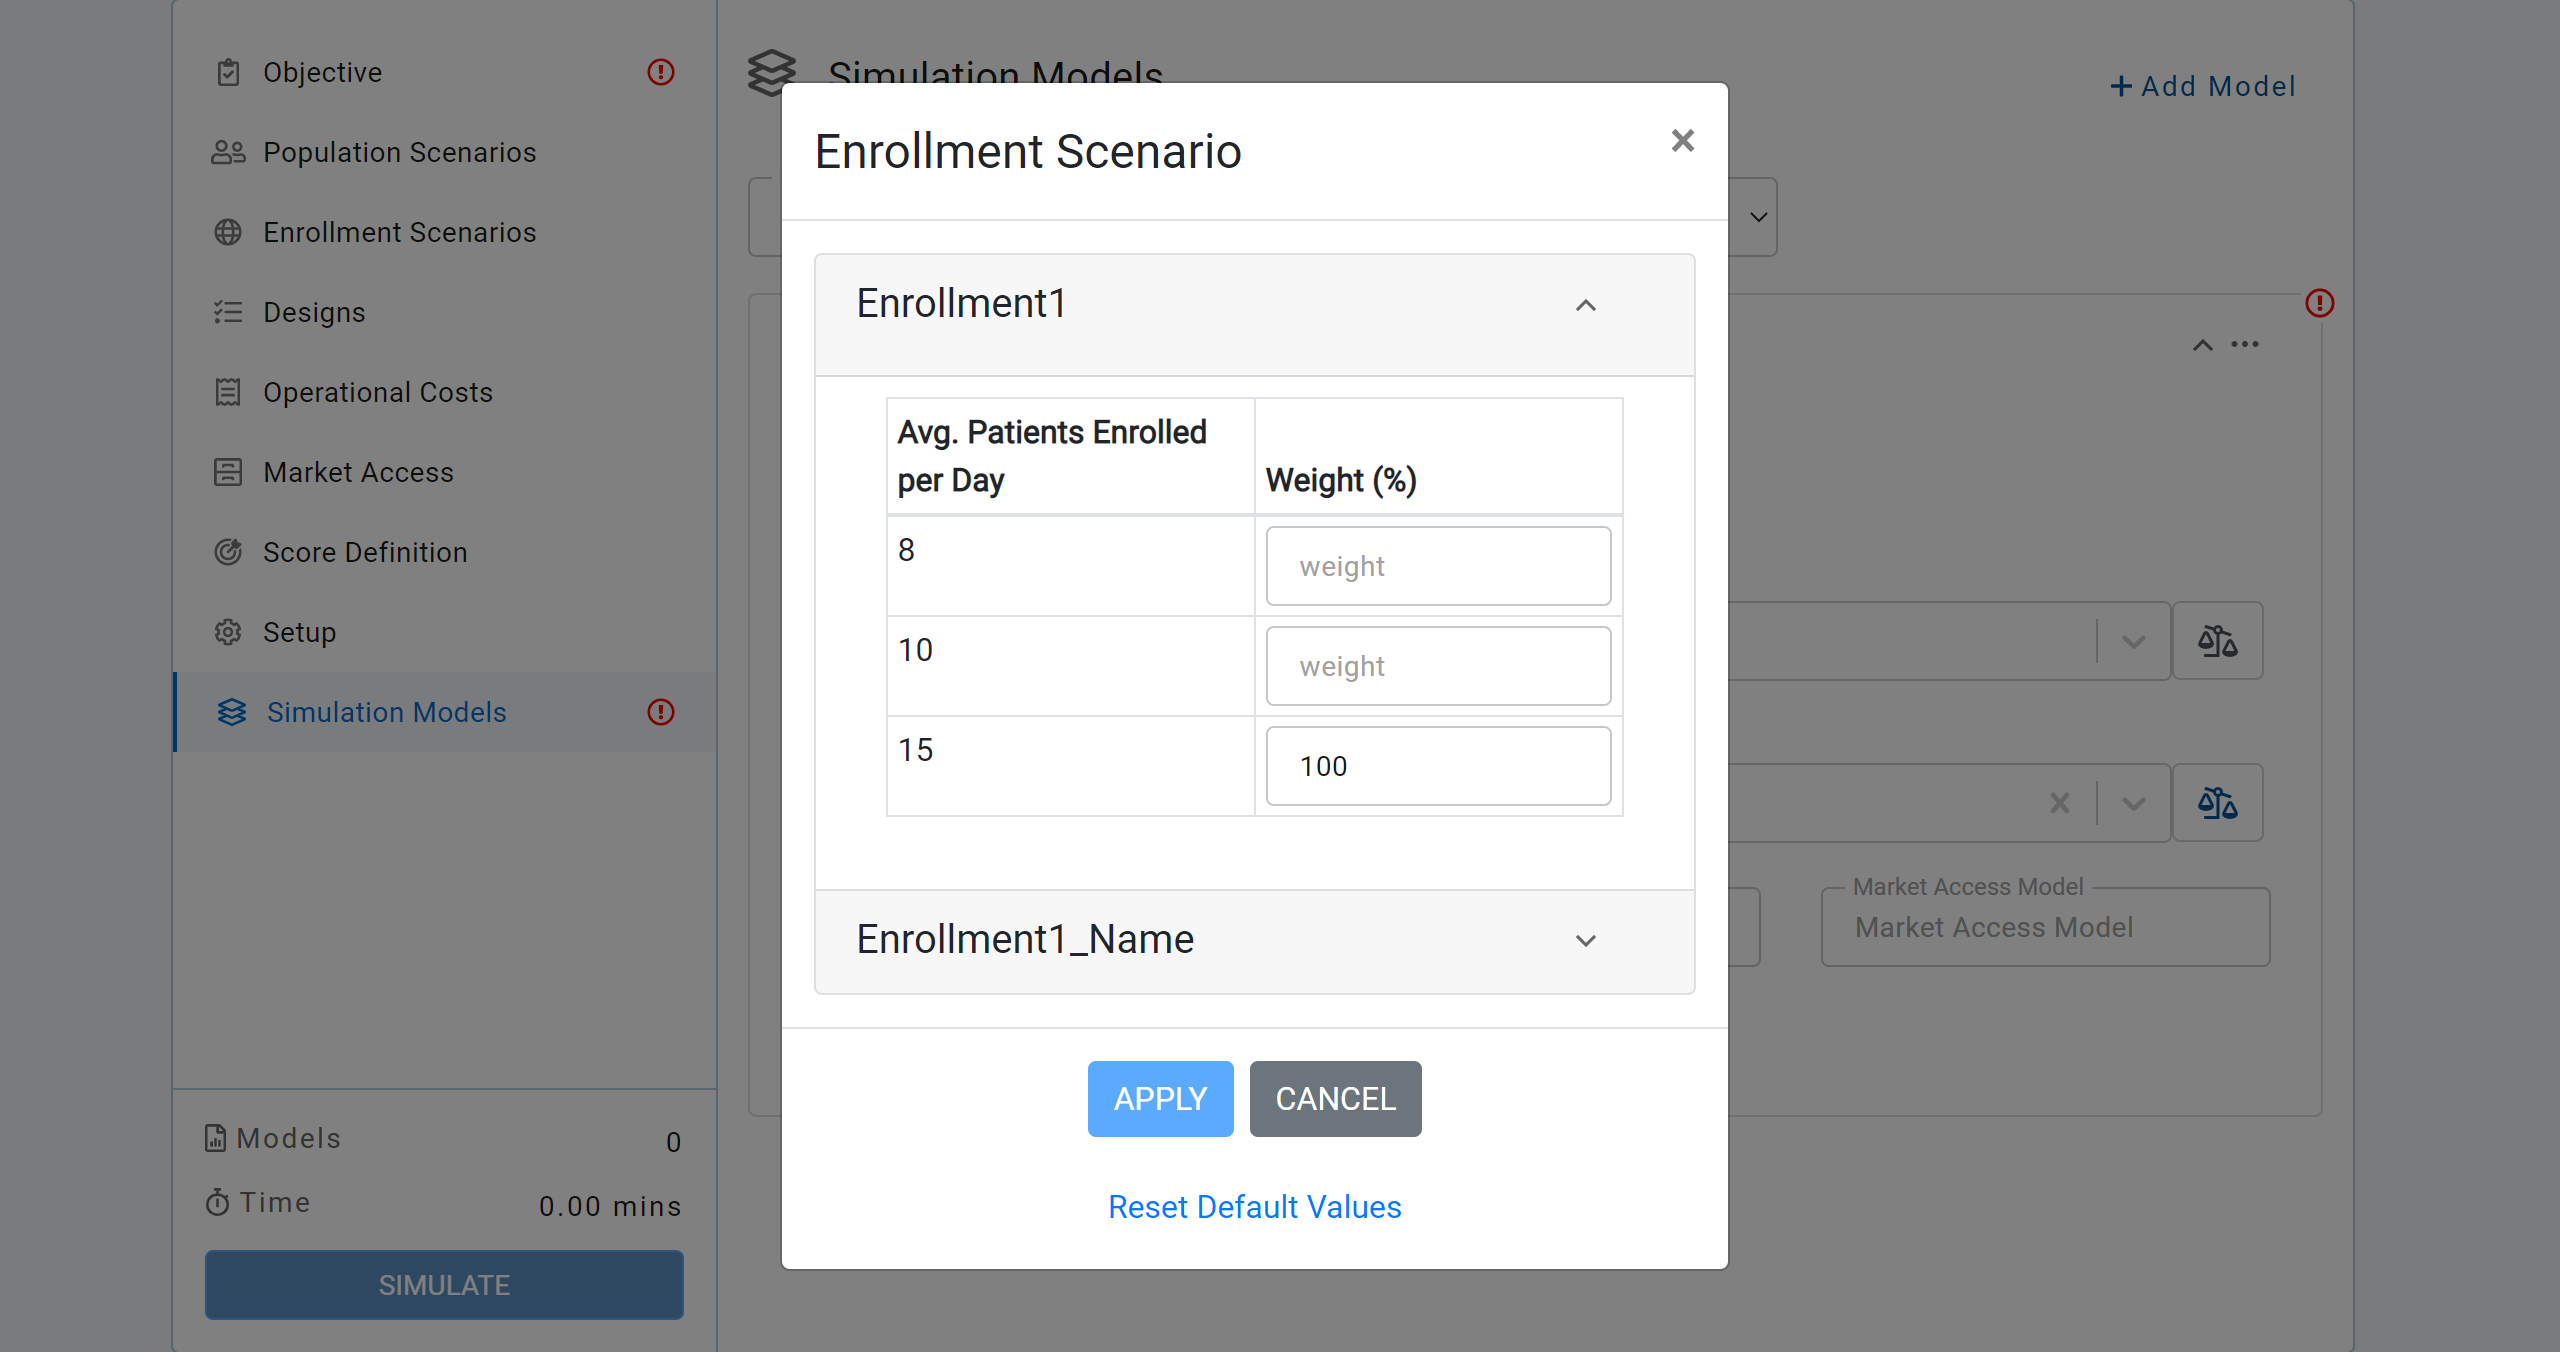 Objective
Population Scenarios
Enrollment Scenarios
Designs
Operational Costs
Market Access
Score Definition
Setup
Simulation Models
Models 0
Time 0.00 mins
SIMULATE
Simulation Models
+ Add Model
Enrollment Scenario
Enrollment1
Avg. Patients Enrolled
per Day
Weight (%)
8 weight
10 weight
15 100
Enrollment1_Name
APPLY CANCEL
Reset Default Values
Market Access Model
Market Access Model